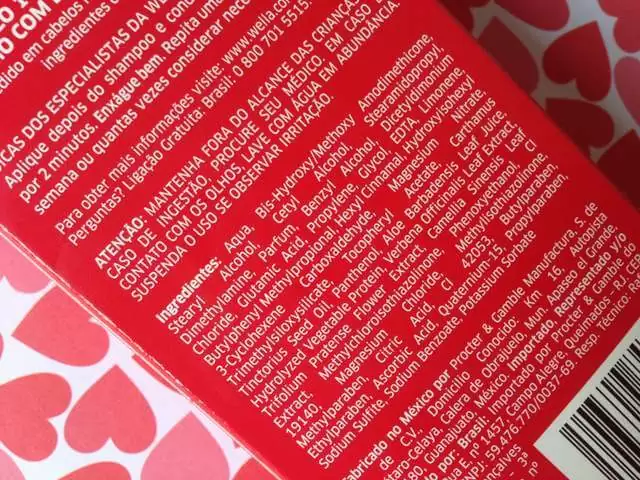 O COM
dido em cabelos
ingredientes
CAS DOS ESPECIALISTAS DA WE
Aplique depois do shampoo e cond
por 2 minutos. Enxágue bem. Repita um
semana ou quantas vezes considerar nece
Para obter mais informações visite: www.wella.c
Perguntas? Ligação Gratuita: Brasil: 0 800 701 5515
ATENÇÃO: MANTENHA FORA DO ALCANCE DAS CRIANÇAS
CASO DE INGESTÃO, PROCURE SEU MÉDICO. EM CASO
CONTATO COM OS OLHOS, LAVE COM ÁGUA EM ABUNDÂNCIA.
SUSPENDA O USO SE OBSERVAR IRRITAÇÃO.
Ingredientes: Aqua, Bis-Hydroxy/Methoxy Amodimethicone,
Stearyl Alcohol, Cetyl Alcohol, Stearamidopropyl
Dimethylamine, Parfum, Benzyl Alcohol, Dicetyldimonium
Chloride, Glutamic Acid, Propylene Glycol, EDTA, Limonene,
Butylphenyl Methylpropional, Hexyl Cinnamal, Hydroxyisohexyl
3-Cyclohexene Carboxaldehyde, Magnesium Nitrate,
Trimethylsiloxysilicate, Tocopheryl Acetate, Carthamus
Tinctorius Seed Oil, Panthenol, Aloe Barbadensis Leaf Juice,
Hydrolyzed Vegetable Protein, Verbena Officinalis Leaf Extract,
Trifolium Pratense Flower Extract, Camellia Sinensis Leaf
Extract, Methylchloroisothiazolinone, Methylisothiazolinone,
Magnesium Chloride, Phenoxyethanol, CI
19140, Citric Acid, CI 42053, Butylparaben,
Methylparaben, Ascorbic Acid, Quaternium-15, Propylparaben,
Ethylparaben, Sodium Benzoate, Potassium Sorbate,
Sodium Sulfite.
Fabricado no México por Procter & Gamble Manufactura, S. de
C.V., Domicilio Conocido, Km 16, Autopista
taro-Celaya, Calera de Obrajuelo, Mun. Apaseo el Grande
80, Guanajuato, México. Importado, Representado y/o
por: Brasil: Importado por Procter & Gamble
Rua E, nº 1457, Campo Alegre, Queimados
NPJ: 59.476.770/0037-69. Resp. Técnico: